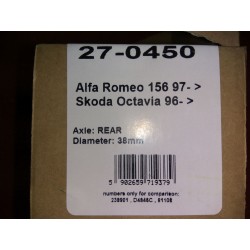 27-0450
Alfa Romeo 156 97- >
Skoda Octavia 96- >
Axle: REAR
Diameter: 38mm
5 902659 719379
numbers only for comparison: